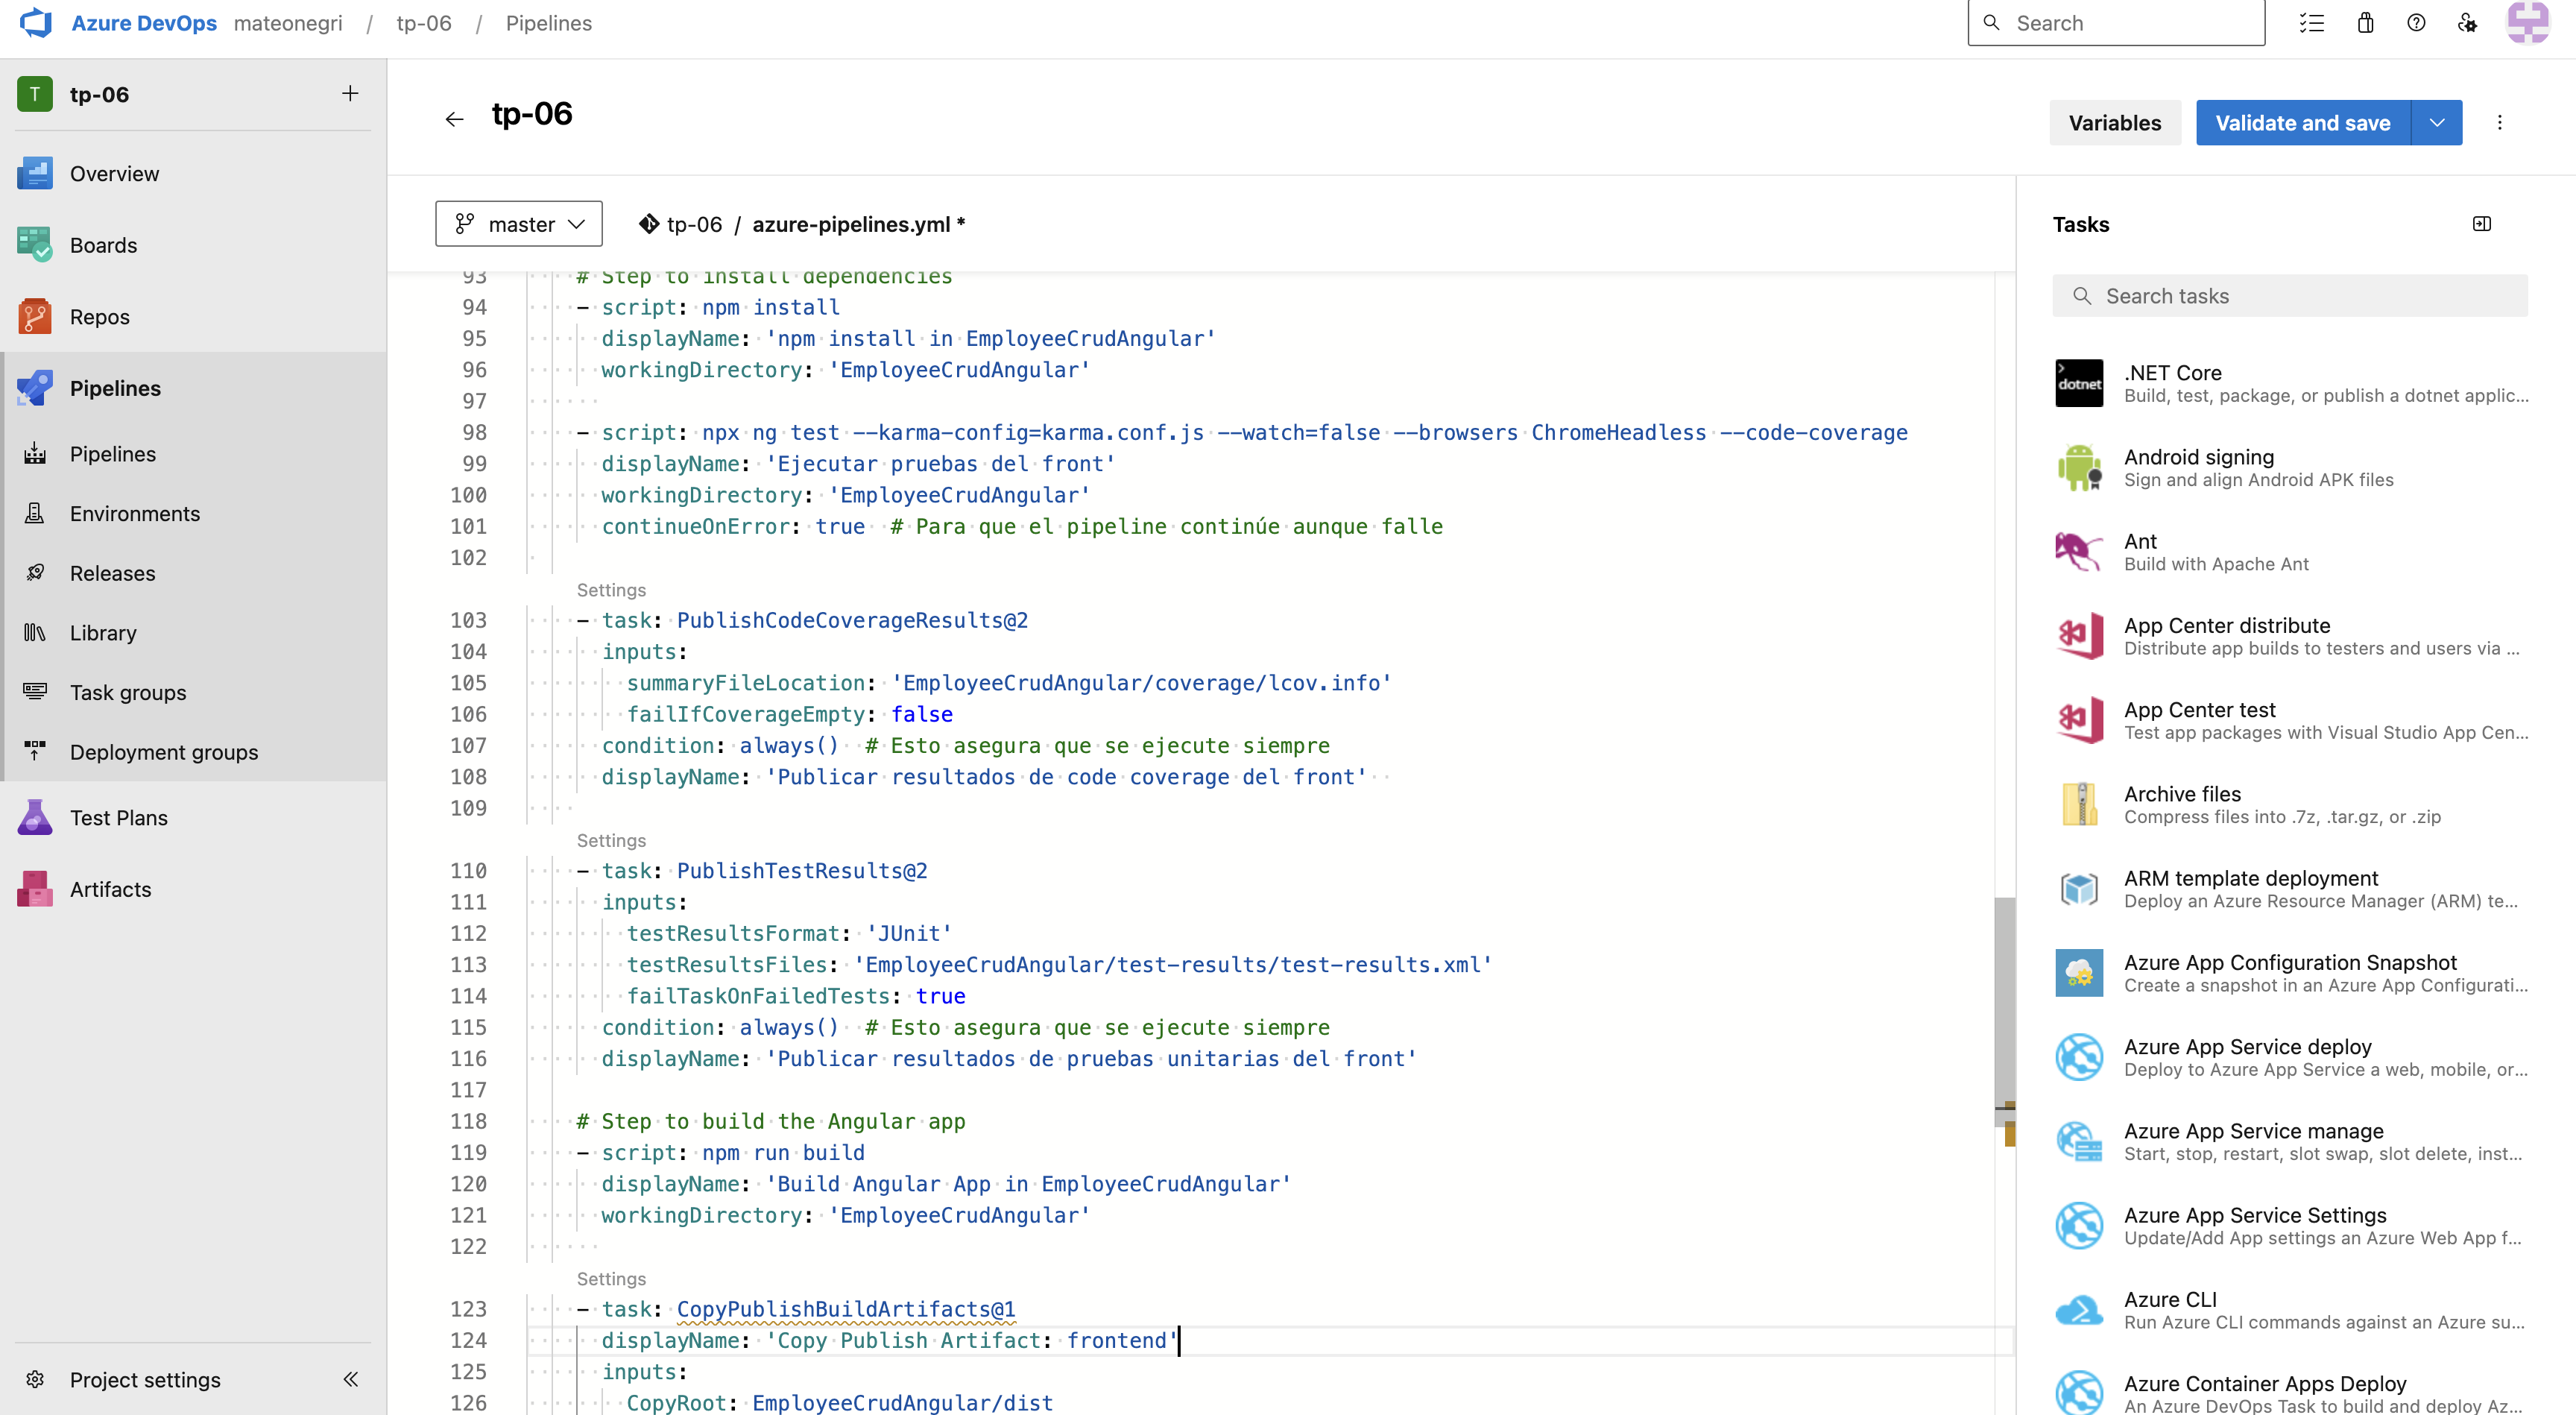 Azure DevOps mateonegri / tp-06 / Pipelines
Search
T tp-06
Overview
Boards
Repos
Pipelines
Pipelines
Environments
Releases
Library
Task groups
Deployment groups
Test Plans
Artifacts
Project settings
tp-06
Variables
Validate and save
master
tp-06 / azure-pipelines.yml *
93 # Step to install dependencies
94 - script: npm install
95 displayName: 'npm install in EmployeeCrudAngular'
96 workingDirectory: 'EmployeeCrudAngular'
97
98 - script: npx ng test --karma-config=karma.conf.js --watch=false --browsers ChromeHeadless --code-coverage
99 displayName: 'Ejecutar pruebas del front'
100 workingDirectory: 'EmployeeCrudAngular'
101 continueOnError: true # Para que el pipeline continúe aunque falle
102
Settings
103 - task: PublishCodeCoverageResults@2
104 inputs:
105 summaryFileLocation: 'EmployeeCrudAngular/coverage/lcov.info'
106 failIfCoverageEmpty: false
107 condition: always() # Esto asegura que se ejecute siempre
108 displayName: 'Publicar resultados de code coverage del front'
109
Settings
110 - task: PublishTestResults@2
111 inputs:
112 testResultsFormat: 'JUnit'
113 testResultsFiles: 'EmployeeCrudAngular/test-results/test-results.xml'
114 failTaskOnFailedTests: true
115 condition: always() # Esto asegura que se ejecute siempre
116 displayName: 'Publicar resultados de pruebas unitarias del front'
117
118 # Step to build the Angular app
119 - script: npm run build
120 displayName: 'Build Angular App in EmployeeCrudAngular'
121 workingDirectory: 'EmployeeCrudAngular'
122
Settings
123 - task: CopyPublishBuildArtifacts@1
124 displayName: 'Copy Publish Artifact: frontend'
125 inputs:
126 CopyRoot: EmployeeCrudAngular/dist
Tasks
Search tasks
dotnet
.NET Core
Build, test, package, or publish a dotnet applic...
Android signing
Sign and align Android APK files
Ant
Build with Apache Ant
App Center distribute
Distribute app builds to testers and users via ...
App Center test
Test app packages with Visual Studio App Cen...
Archive files
Compress files into .7z, .tar.gz, or .zip
ARM template deployment
Deploy an Azure Resource Manager (ARM) te...
Azure App Configuration Snapshot
Create a snapshot in an Azure App Configurati...
Azure App Service deploy
Deploy to Azure App Service a web, mobile, or...
Azure App Service manage
Start, stop, restart, slot swap, slot delete, inst...
Azure App Service Settings
Update/Add App settings an Azure Web App f...
Azure CLI
Run Azure CLI commands against an Azure su...
Azure Container Apps Deploy
An Azure DevOps Task to build and deploy Az...